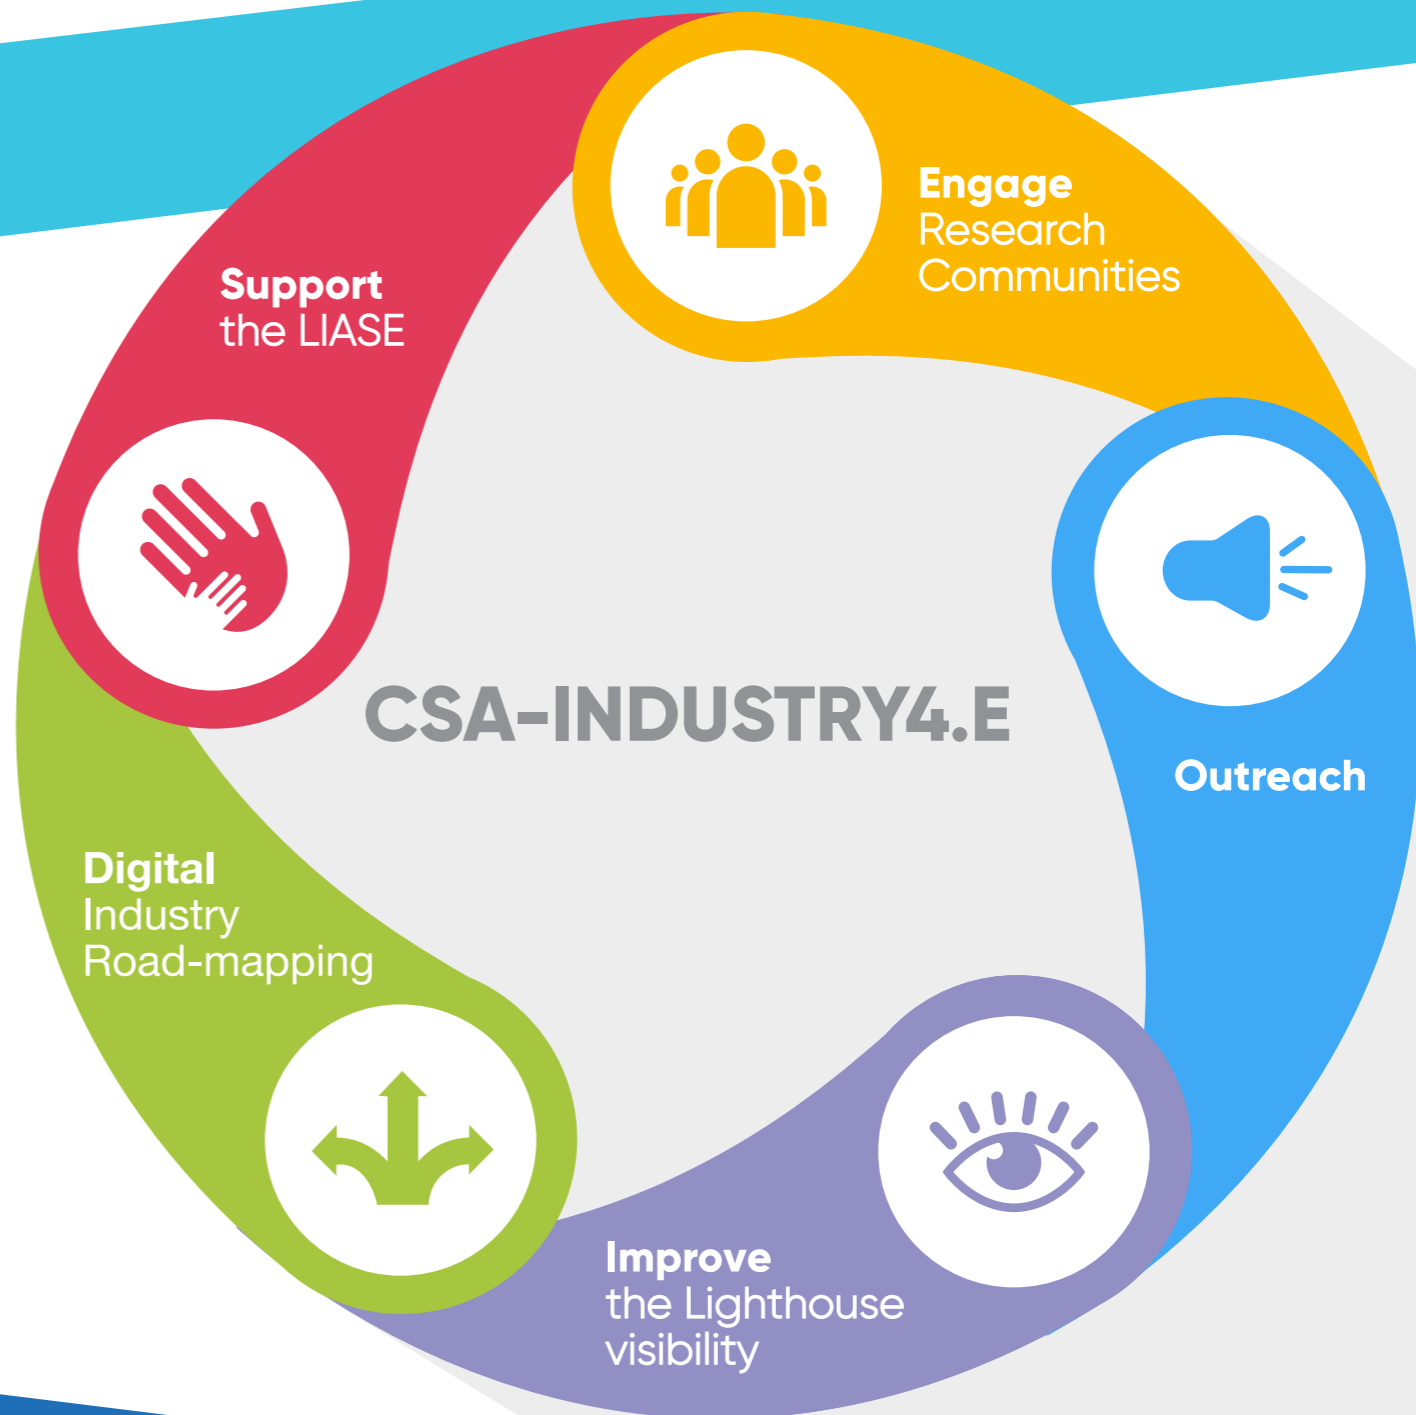 Engage
Research
Communities
Support
the LIASE
CSA-INDUSTRY4.E
Outreach
Digital
Industry
Road-mapping
Improve
the Lighthouse
visibility